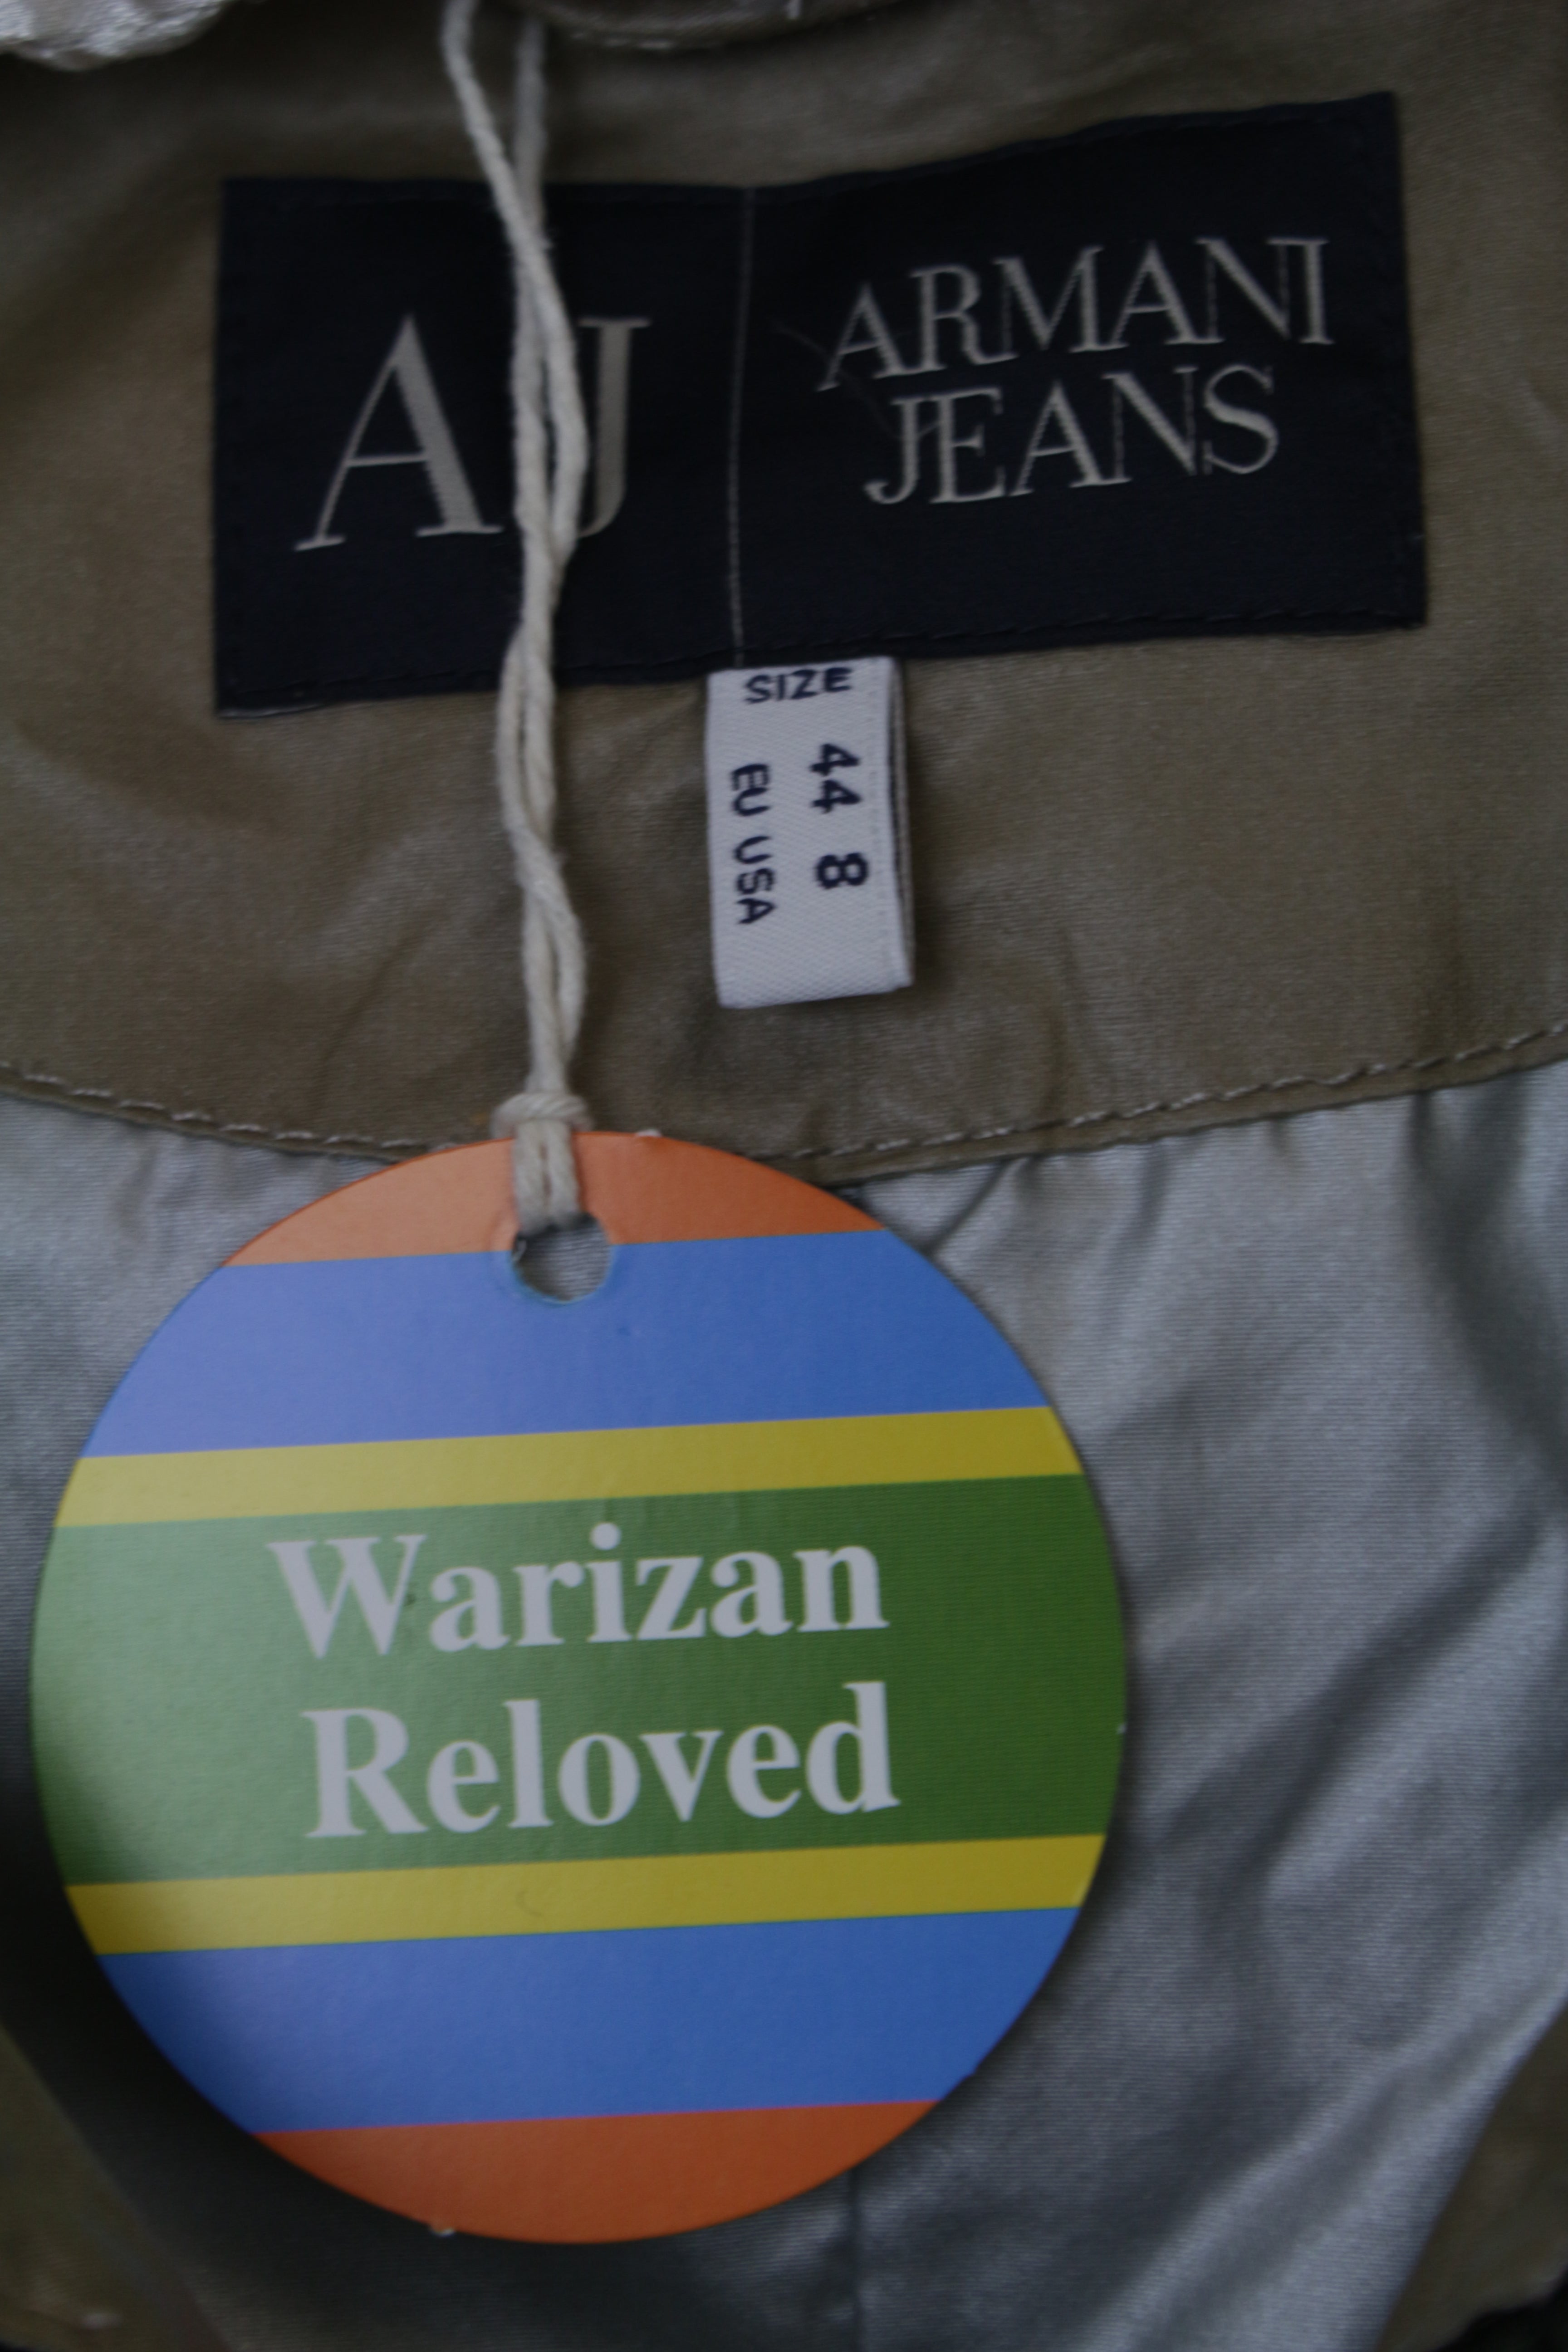 AJ
ARMANI
JEANS
SIZE
44 8
EU USA
Warizan
Reloved